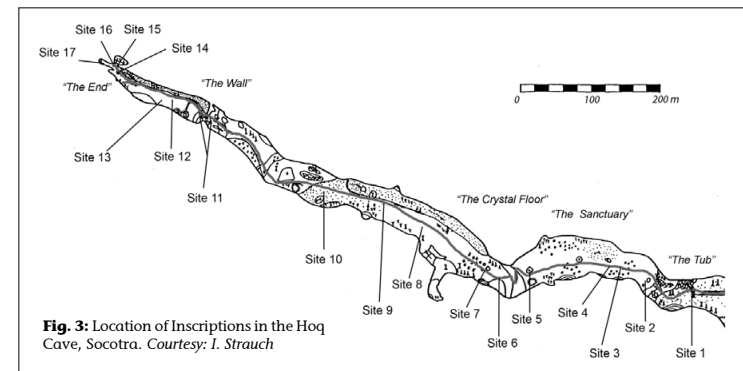 Site 16 Site 15
Site 17 Site 14
"The End" "The Wall"
0 100 200 m
Site 13 Site 12
Site 11
"The Crystal Floor"
"The Sanctuary"
"The Tub"
Site 10
Site 9
Site 8
Site 7
Site 6
Site 5
Site 4
Site 3
Site 2
Site 1
Fig. 3: Location of Inscriptions in the Hoq
Cave, Socotra. Courtesy: I. Strauch